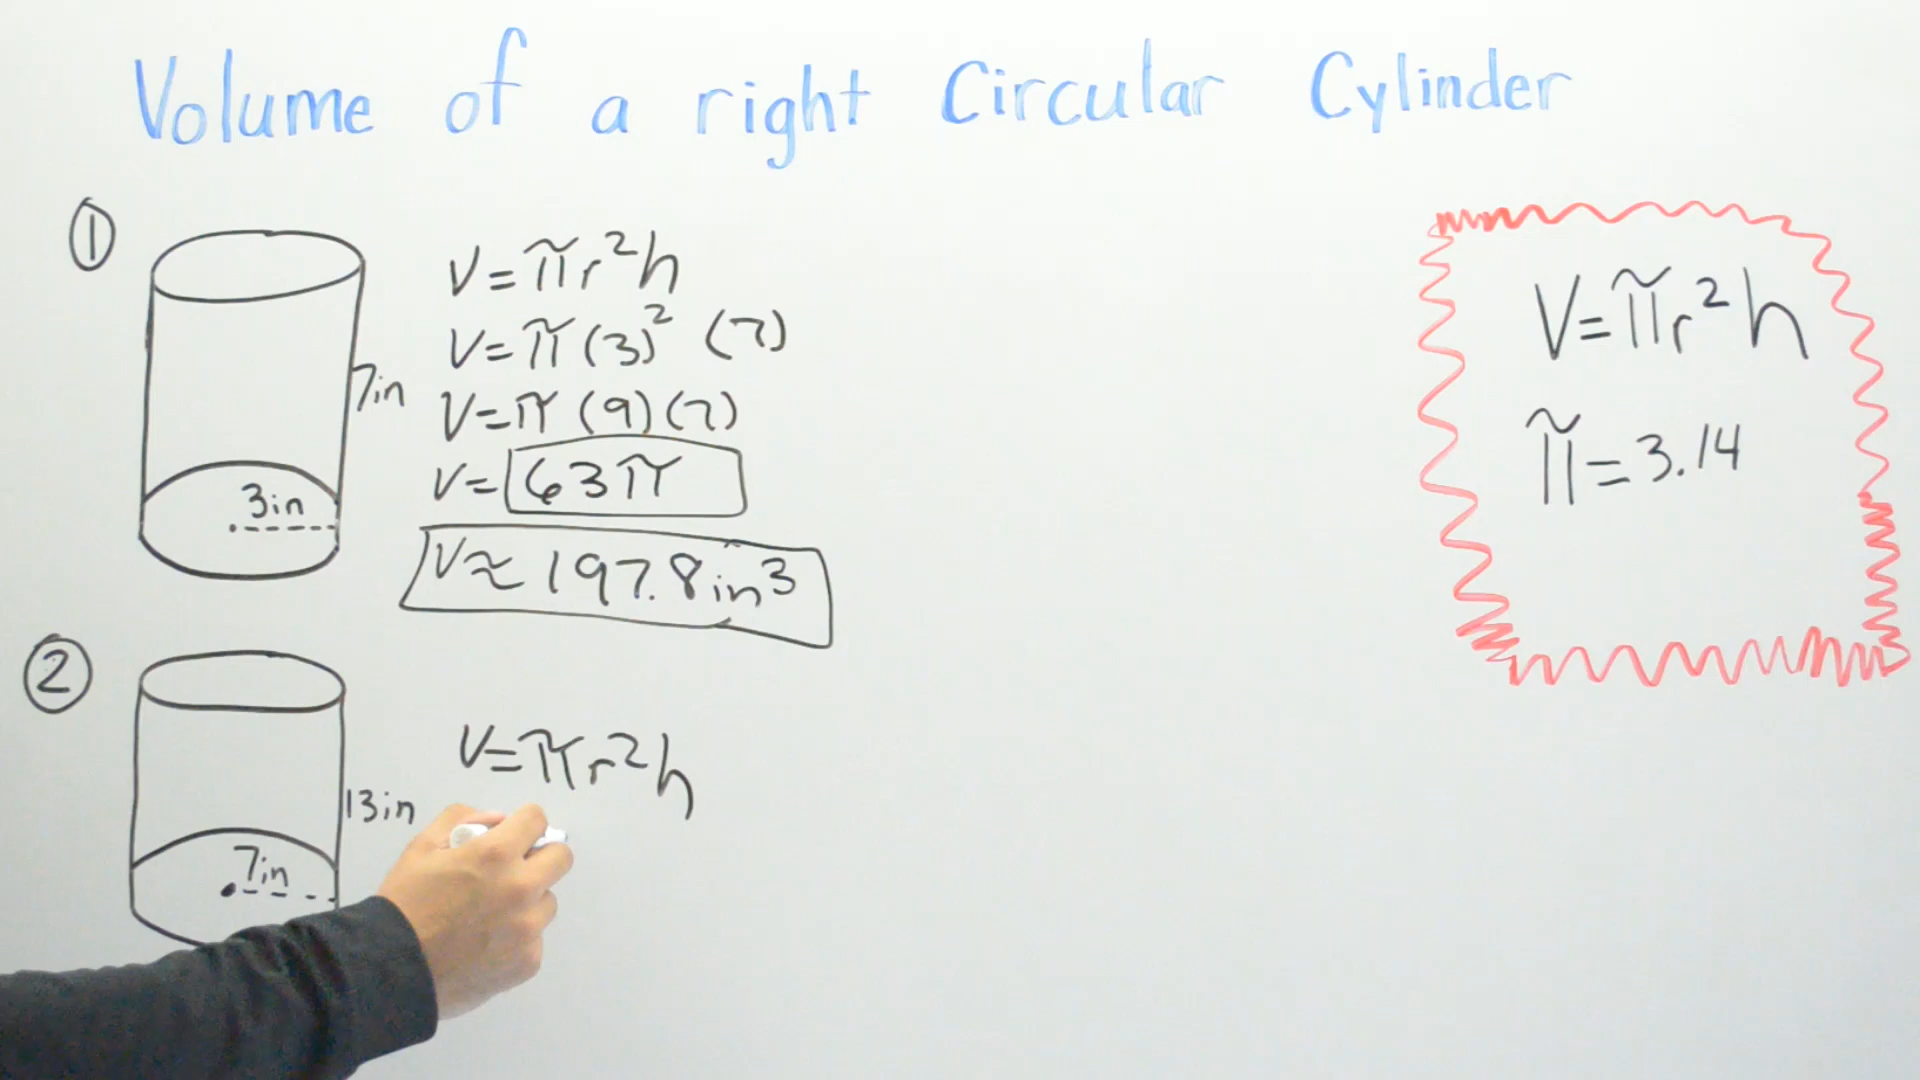 Volume of a right Circular Cylinder
①
7in
3in
V=πr²h
V=π(3)² (7)
V=π(9)(7)
V=63π
V≈197.8in³
②
13in
7in
V=πr²h
V=πr²h
π=3.14